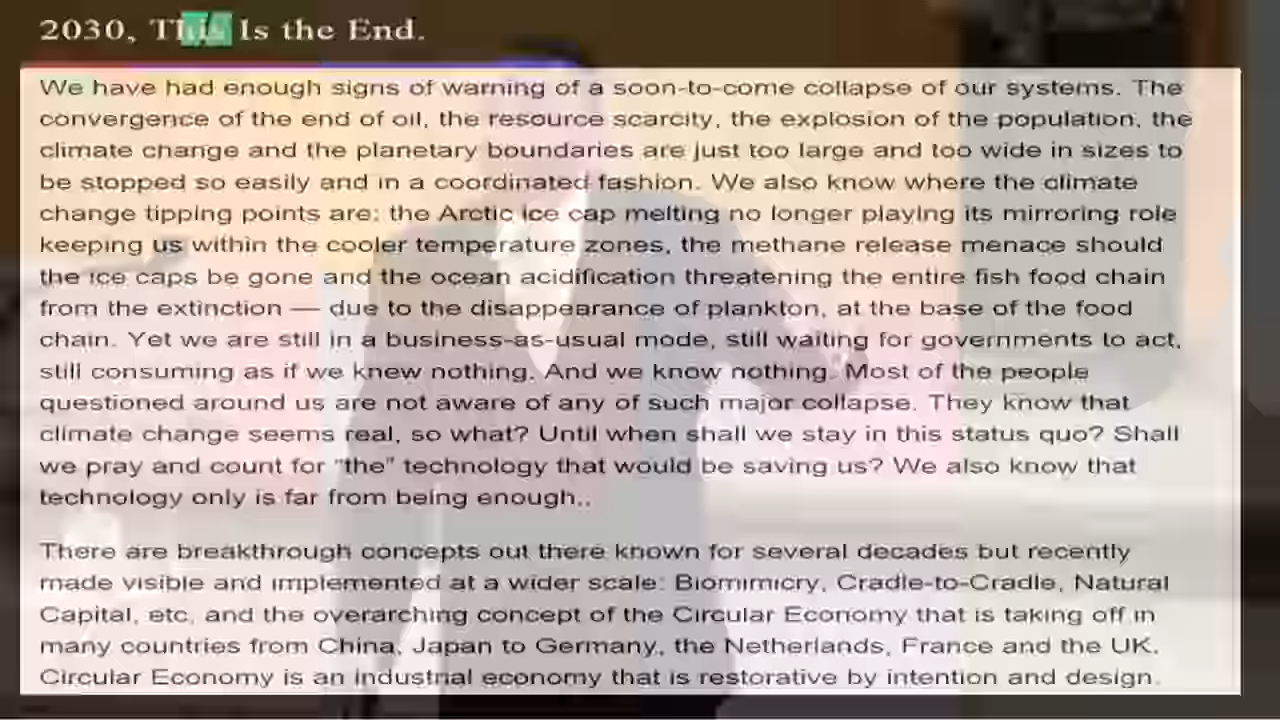 2030, This Is the End.
We have had enough signs of warning of a soon-to-come collapse of our systems. The
convergence of the end of oil, the resource scarcity, the explosion of the population, the
climate change and the planetary boundaries are just too large and too wide in sizes to
be stopped so easily and in a coordinated fashion. We also know where the climate
change tipping points are: the Arctic ice cap melting no longer playing its mirroring role
keeping us within the cooler temperature zones, the methane release menace should
the ice caps be gone and the ocean acidification threatening the entire fish food chain
from the extinction — due to the disappearance of plankton, at the base of the food
chain. Yet we are still in a business-as-usual mode, still waiting for governments to act,
still consuming as if we knew nothing. And we know nothing. Most of the people
questioned around us are not aware of any of such major collapse. They know that
climate change seems real, so what? Until when shall we stay in this status quo? Shall
we pray and count for "the" technology that would be saving us? We also know that
technology only is far from being enough..
There are breakthrough concepts out there known for several decades but recently
made visible and implemented at a wider scale: Biomimicry, Cradle-to-Cradle, Natural
Capital, etc, and the overarching concept of the Circular Economy that is taking off in
many countries from China, Japan to Germany, the Netherlands, France and the UK.
Circular Economy is an industrial economy that is restorative by intention and design.